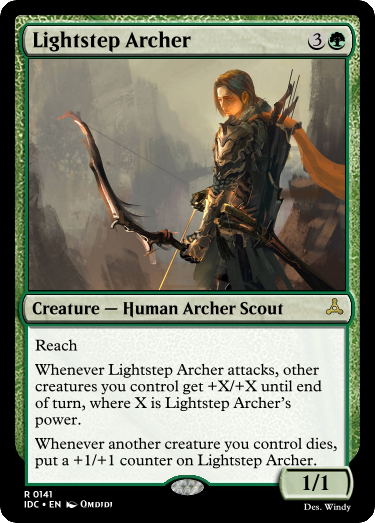 Lightstep Archer 3
Creature — Human Archer Scout
Reach
Whenever Lightstep Archer attacks, other
creatures you control get +X/+X until end
of turn, where X is Lightstep Archer's
power.
Whenever another creature you control dies,
put a +1/+1 counter on Lightstep Archer.
1/1
R 0141
IDC • EN Omdidi
Des. Windy